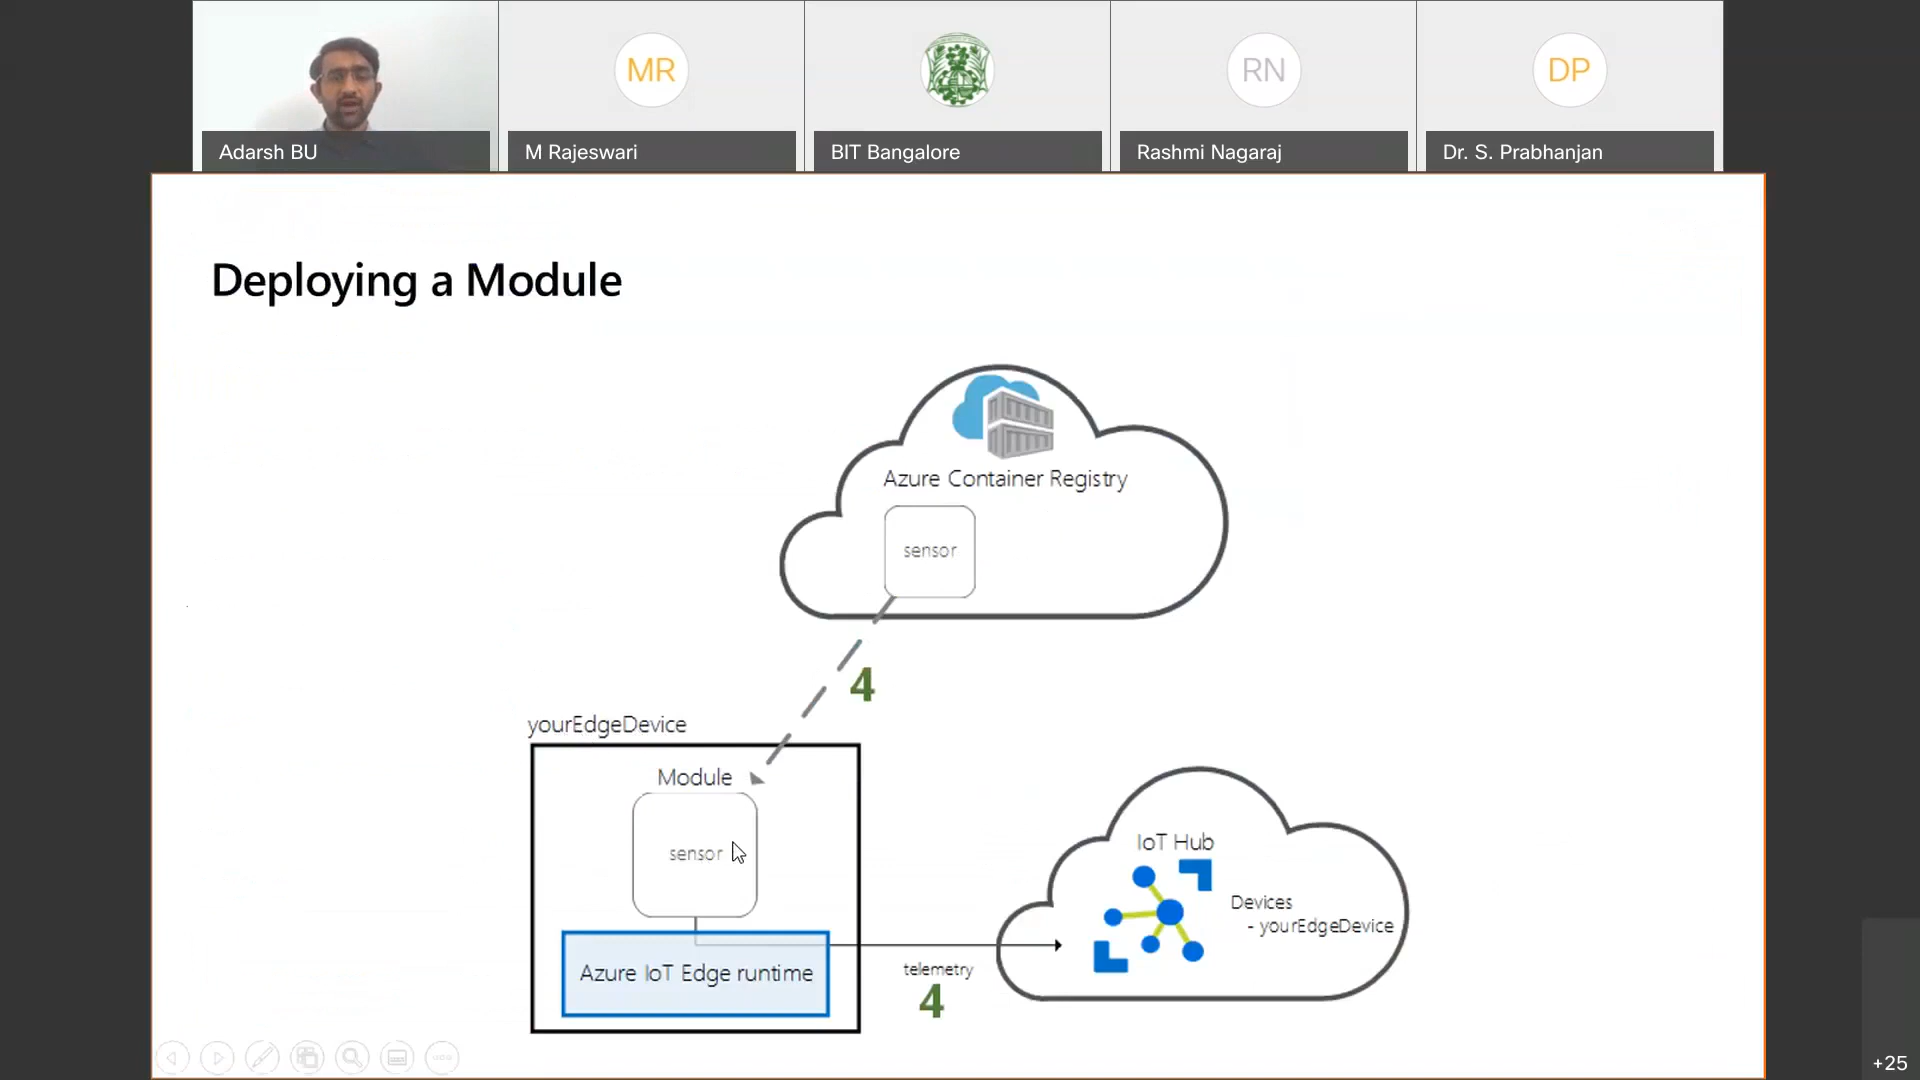 MR
RN
DP
Adarsh BU
M Rajeswari
BIT Bangalore
Rashmi Nagaraj
Dr. S. Prabhanjan
Deploying a Module
Azure Container Registry
sensor
4
yourEdgeDevice
Module
sensor
Azure IoT Edge runtime
telemetry
4
IoT Hub
Devices
- yourEdgeDevice
+25